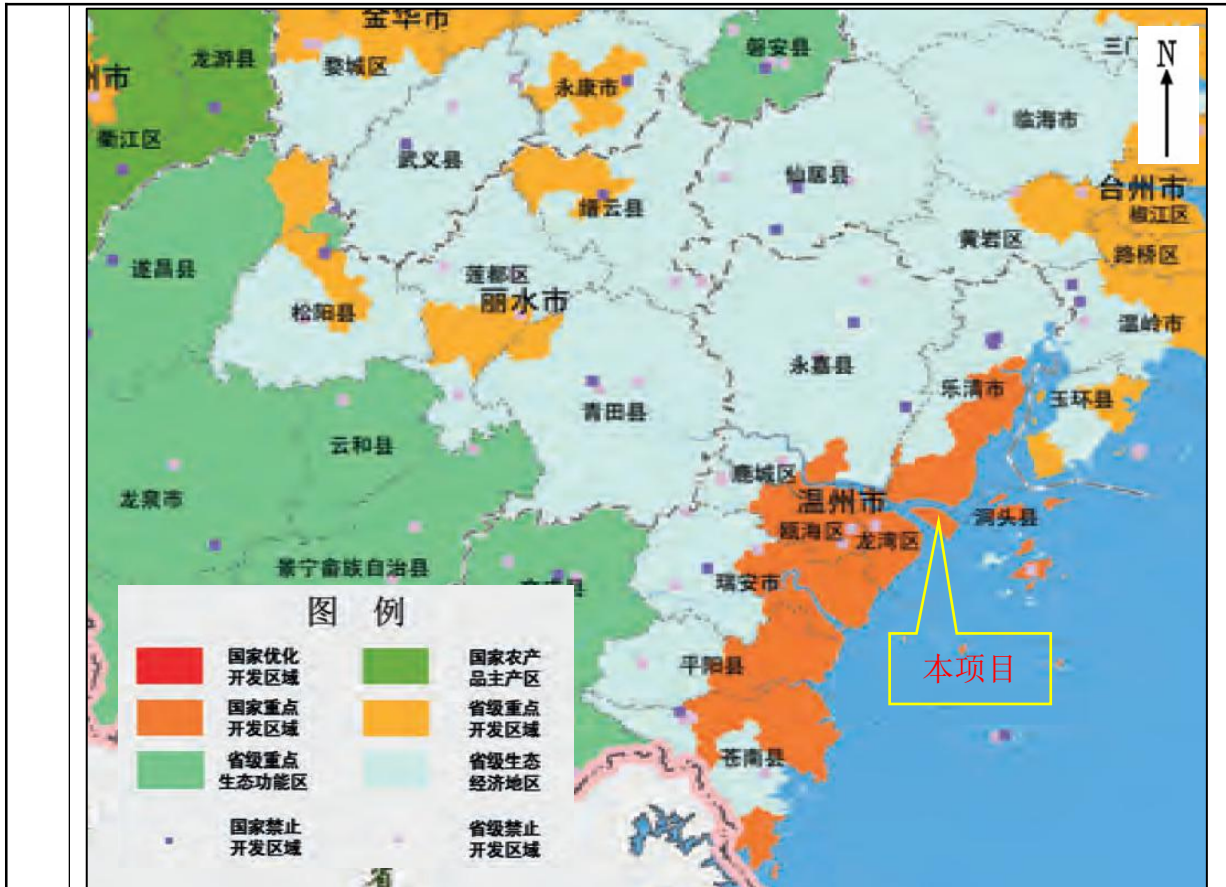 金华市
磐安县
三门
龙游县
婺城区
N
永康市
州市
临海市
衢江区
武义县
仙居县
台州市
缙云县
椒江区
黄岩区
路桥区
遂昌县
莲都区
丽水市
松阳县
温岭市
永嘉县
乐清市
玉环县
青田县
云和县
鹿城区
龙泉市
温州市
洞头县
瓯海区
龙湾区
景宁畲族自治县
瑞安市
县
图 例
平阳县
本项目
国家优化
开发区域
国家农产
品主产区
国家重点
开发区域
省级重点
开发区域
省级重点
生态功能区
省级生态
经济地区
苍南县
国家禁止
开发区域
省级禁止
开发区域
省